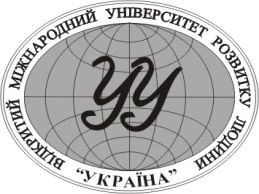 ВІДКРИТИЙ МІЖНАРОДНИЙ УНІВЕРСИТЕТ РОЗВИТКУ ЛЮДИНИ
УУ
"УКРАЇНА"